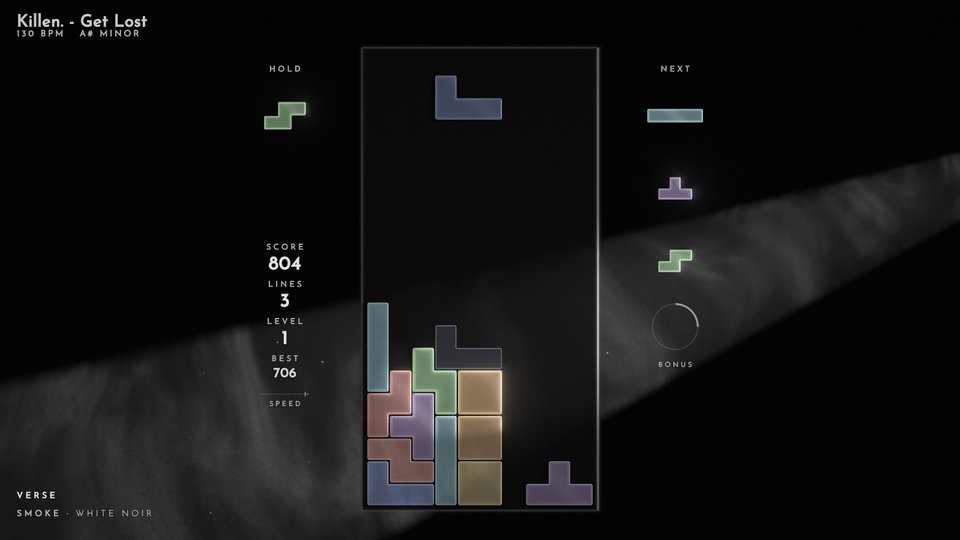 Killen. - Get Lost
130 BPM A# MINOR
HOLD
NEXT
SCORE
804
LINES
3
LEVEL
1
BEST
706
SPEED
BONUS
VERSE
SMOKE · WHITE NOIR